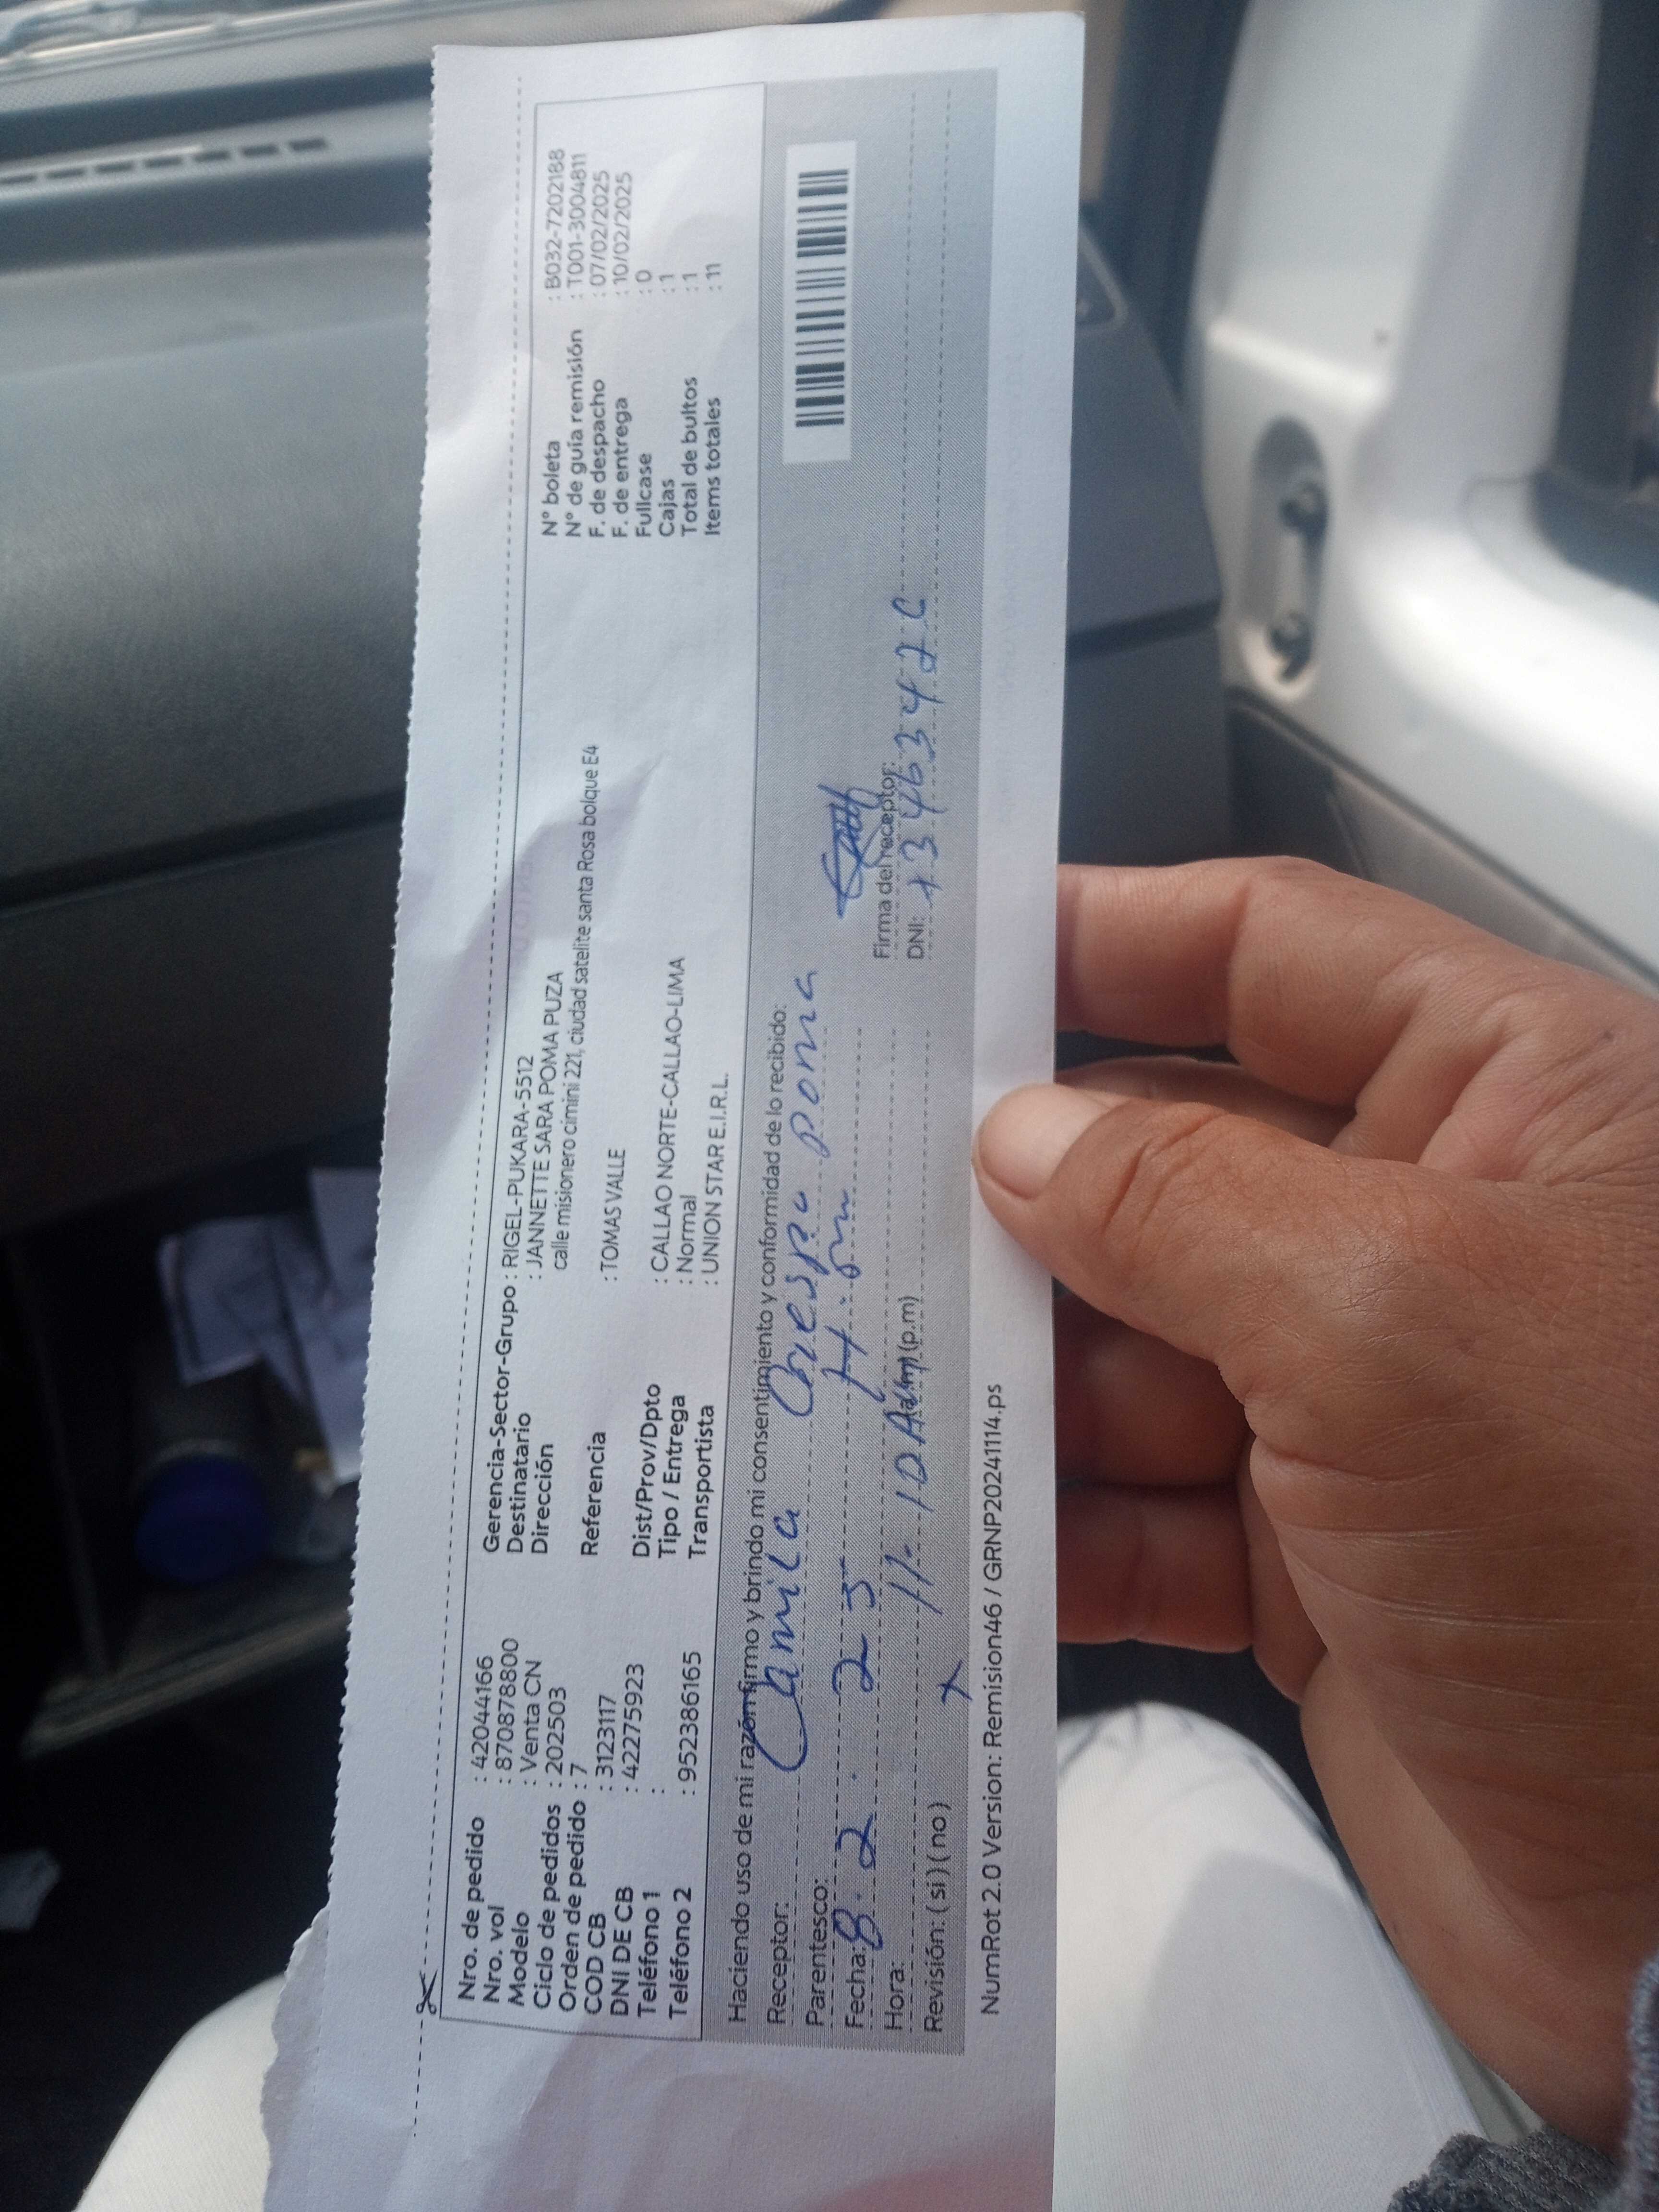 Nro. de pedido : 42044166
Nro. vol : 8708788800
Modelo : Venta CN
Ciclo de pedidos : 202503
Orden de pedido : 7
COD CB : 3123117
DNI DE CB : 42275923
Teléfono 1 :
Teléfono 2 : 952386165
Gerencia-Sector-Grupo : RIGEL-PUKARA-5512
Destinatario : JANNETTE SARA POMA PUZA
Dirección calle misionero cimini 221, ciudad satelite santa Rosa bolque E4
Referencia : TOMAS VALLE
Dist/Prov/Dpto : CALLAO NORTE-CALLAO-LIMA
Tipo / Entrega : Normal
Transportista : UNION STAR E.I.R.L.
N° boleta : B032-7202188
N° de guía remisión : T001-3004811
F. de despacho : 07/02/2025
F. de entrega : 10/02/2025
Fullcase : 0
Cajas : 1
Total de bultos : 1
Items totales : 11
Haciendo uso de mi razón firmo y brindo mi consentimiento y conformidad de lo recibido:
Receptor: Camila poma
Parentesco:
Fecha: 8. 2. 25
Hora: 11-10 A (a.m) (p.m)
Revisión: ( si ) ( no ) X
Firma del receptor:
DNI:
NumRot 2.0 Version: Remision46 / GRNP20241114.ps